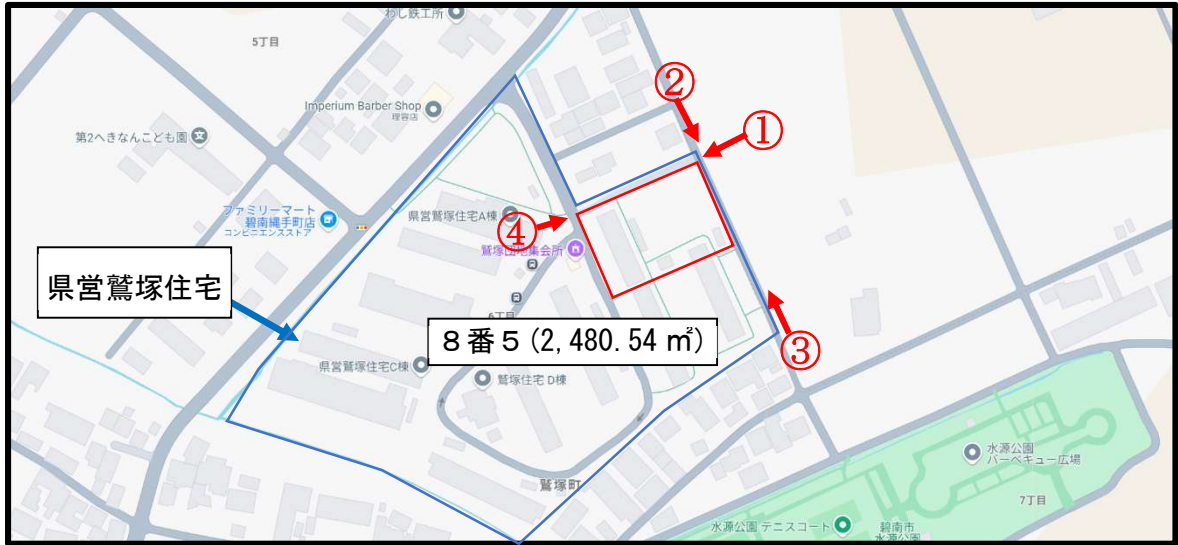 わし鉄工所
5丁目
②
Imperium Barber Shop
理容店
①
第2へきなんこども園
ファミリーマート
碧南縄手町店
コンビニエンスストア
県営鷲塚住宅A棟
④
鷲塚団地集会所
県営鷲塚住宅
6丁目
8番5 (2,480.54 ㎡)
③
県営鷲塚住宅C棟
鷲塚住宅 D棟
水源公園
バーベキュー広場
鷲塚町
7丁目
水源公園 テニスコート
碧南市
水源公園